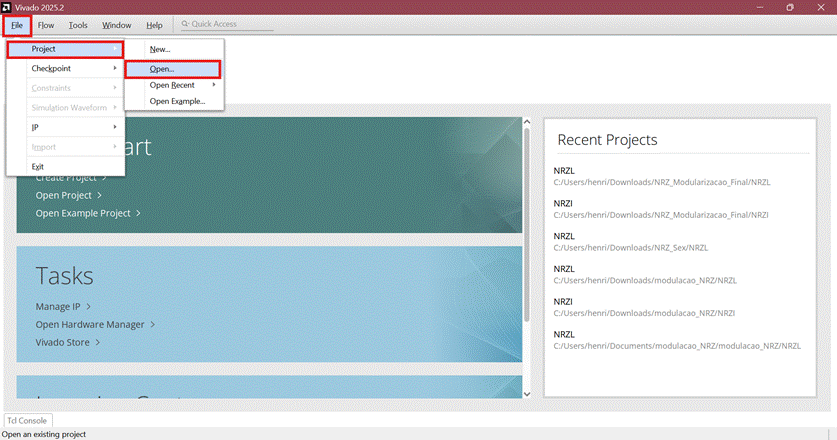 Vivado 2025.2
File Flow Tools Window Help Quick Access
Project
Checkpoint
Constraints
Simulation Waveform
IP
Import
Exit
New...
Open...
Open Recent
Open Example...
art
Create Project
Open Project
Open Example Project
Tasks
Manage IP
Open Hardware Manager
Vivado Store
Recent Projects
NRZL
C:/Users/henri/Downloads/NRZ_Modularizacao_Final/NRZL
NRZI
C:/Users/henri/Downloads/NRZ_Modularizacao_Final/NRZI
NRZL
C:/Users/henri/Downloads/NRZ_Sex/NRZL
NRZL
C:/Users/henri/Downloads/modulacao_NRZ/NRZL
NRZI
C:/Users/henri/Downloads/modulacao_NRZ/NRZI
NRZL
C:/Users/henri/Documents/modulacao_NRZ/modulacao_NRZ/NRZL
Tcl Console
Open an existing project